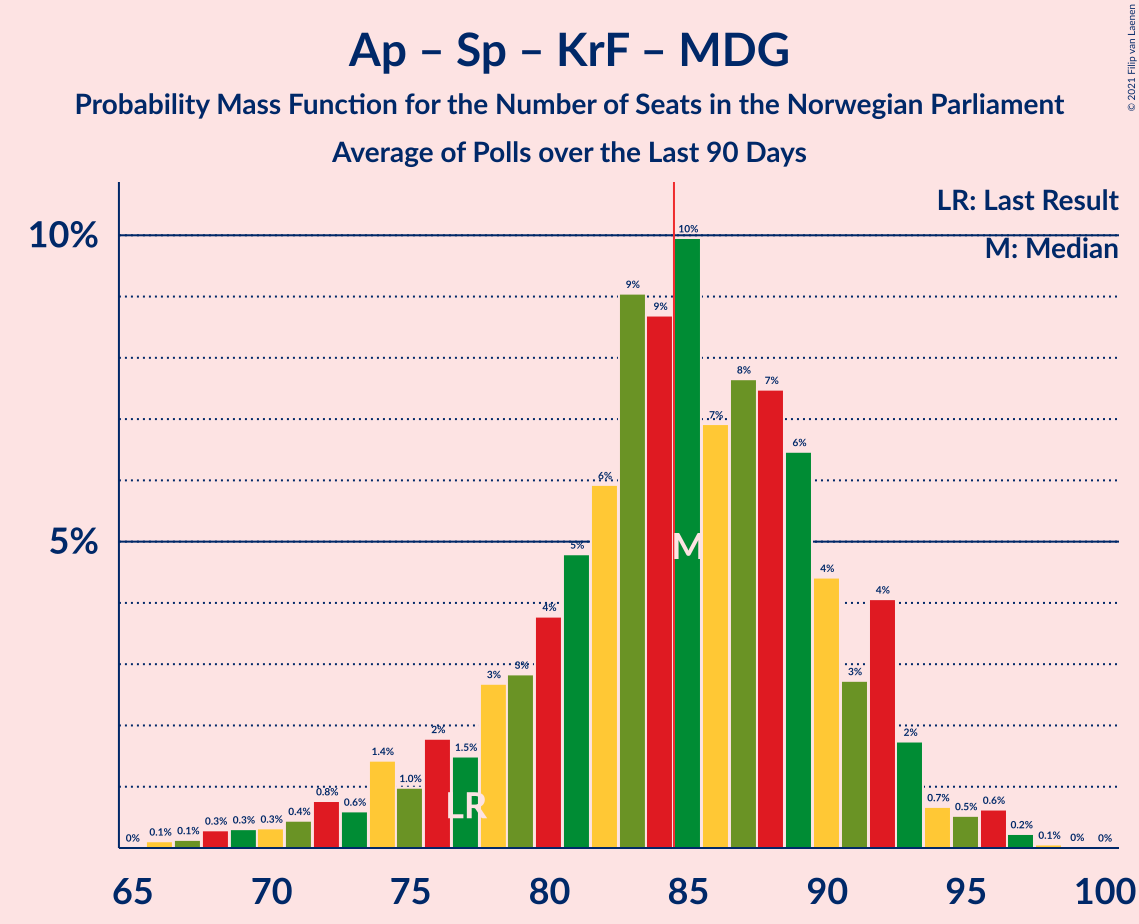 © 2021 Filip van Laenen
Ap – Sp – KrF – MDG
Probability Mass Function for the Number of Seats in the Norwegian Parliament
Average of Polls over the Last 90 Days
LR: Last Result
M: Median
10%
5%
0% 0.1% 0.1% 0.3% 0.3% 0.3% 0.4% 0.8% 0.6% 1.4% 1.0% 2% 1.5% 3% 3% 4% 5% 6% 9% 9% 10% 7% 8% 7% 6% 4% 3% 4% 2% 0.7% 0.5% 0.6% 0.2% 0.1% 0% 0%
M
LR
65 70 75 80 85 90 95 100